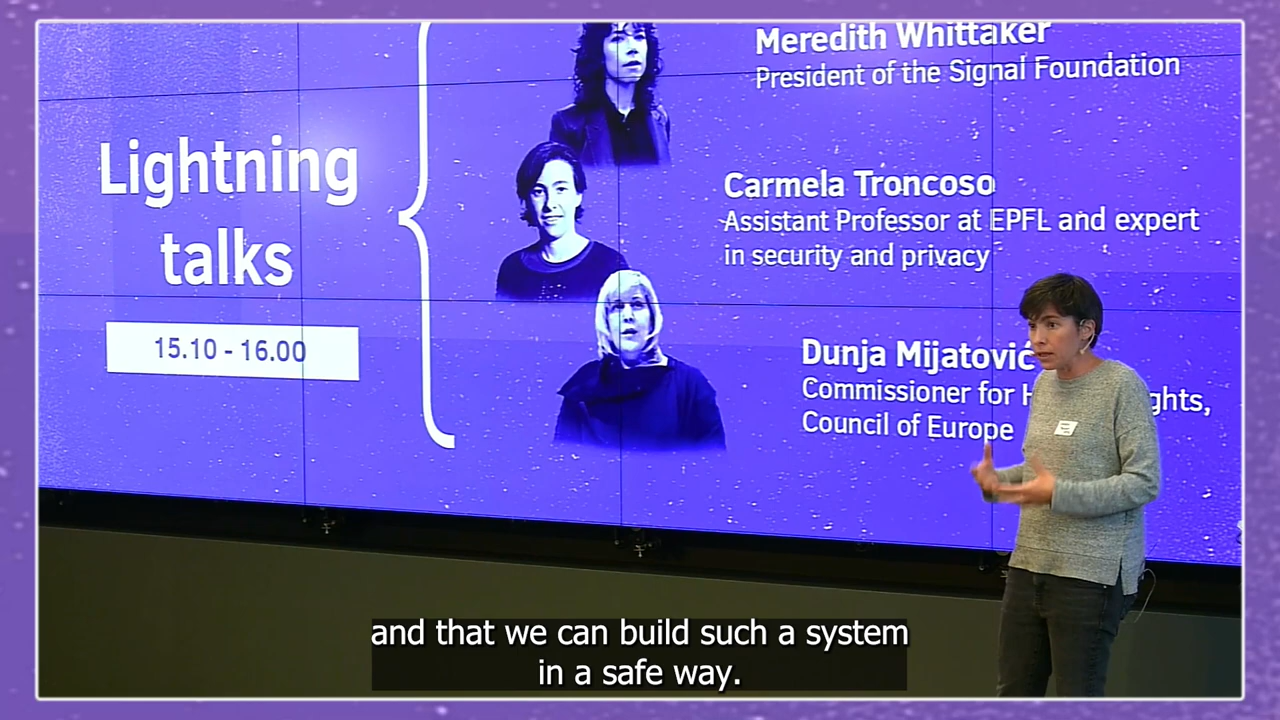 Lightning
talks
15.10 - 16.00
Meredith Whittaker
President of the Signal Foundation
Carmela Troncoso
Assistant Professor at EPFL and expert
in security and privacy
Dunja Mijatović
Commissioner for H ghts,
Council of Europe
and that we can build such a system
in a safe way.